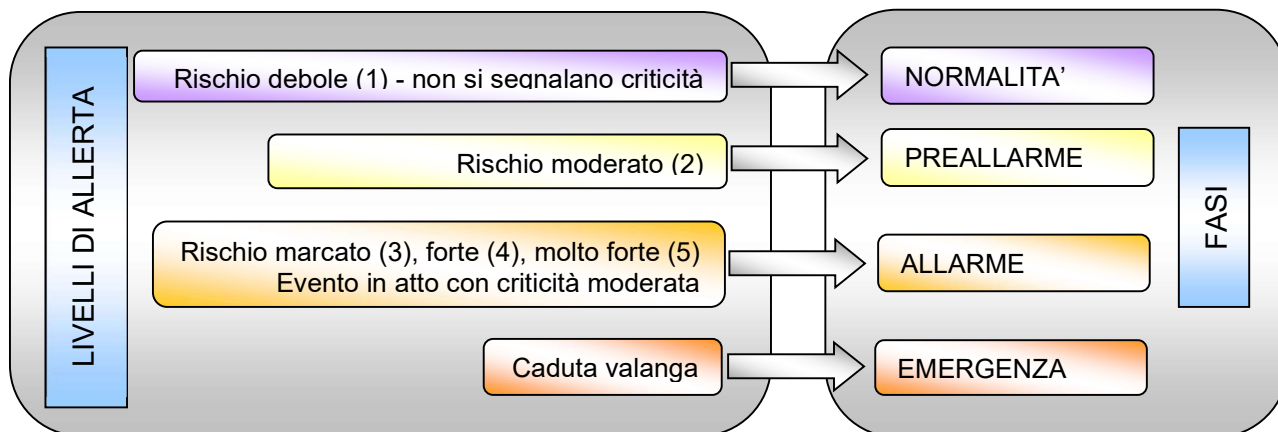 LIVELLI DI ALLERTA
Rischio debole (1) - non si segnalano criticità
NORMALITA’
Rischio moderato (2)
PREALLARME
Rischio marcato (3), forte (4), molto forte (5)
Evento in atto con criticità moderata
ALLARME
Caduta valanga
EMERGENZA
FASI